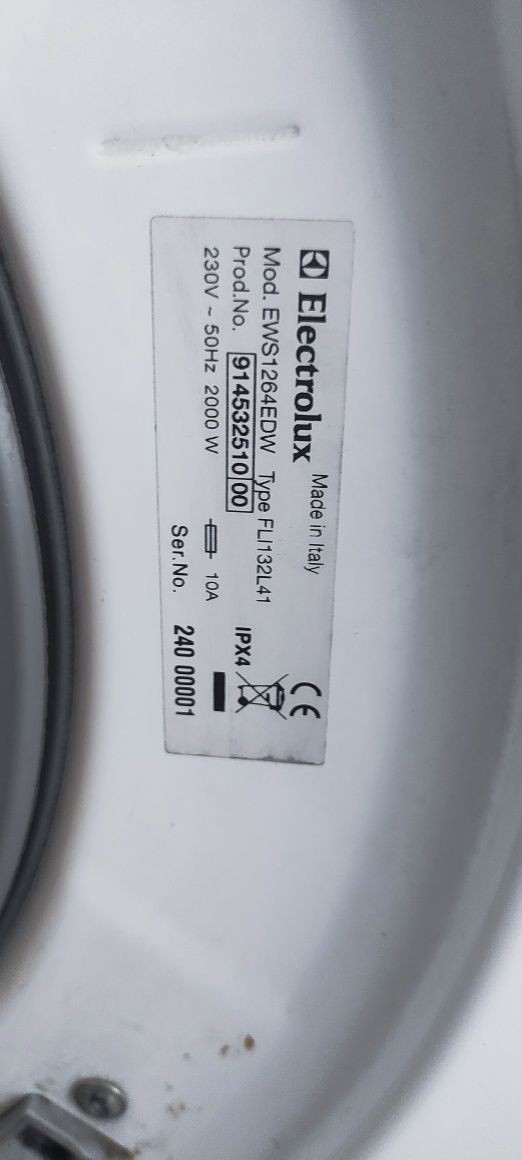 Electrolux Made in Italy
Mod. EWS1264EDW Type FLI132L41
Prod.No. 914532510 00 IPX4
230V ~ 50Hz 2000 W 10A
Ser.No. 240 00001
CE